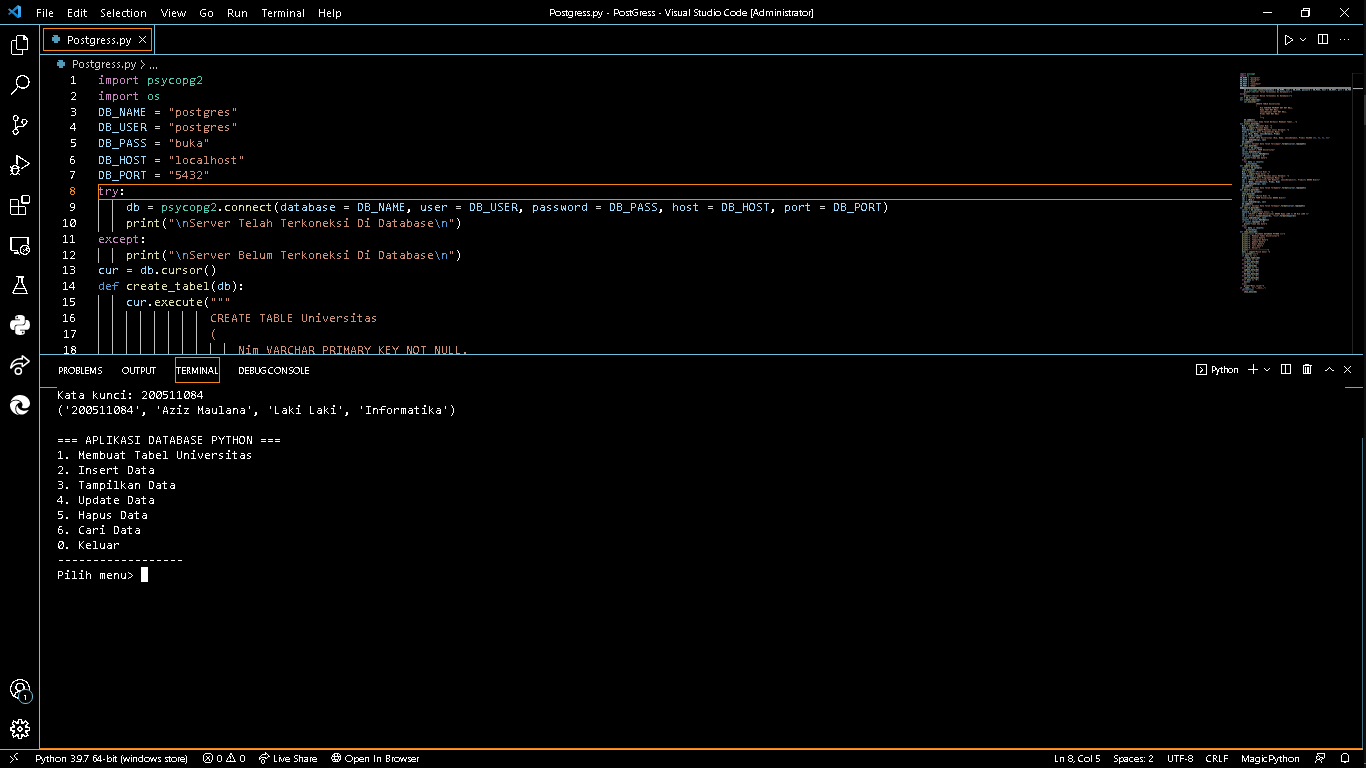 File Edit Selection View Go Run Terminal Help
Postgress.py - PostGress - Visual Studio Code [Administrator]
Postgress.py
Postgress.py > ...
1 import psycopg2
2 import os
3 DB_NAME = "postgres"
4 DB_USER = "postgres"
5 DB_PASS = "buka"
6 DB_HOST = "localhost"
7 DB_PORT = "5432"
8 try:
9 db = psycopg2.connect(database = DB_NAME, user = DB_USER, password = DB_PASS, host = DB_HOST, port = DB_PORT)
10 print("\nServer Telah Terkoneksi Di Database\n")
11 except:
12 print("\nServer Belum Terkoneksi Di Database\n")
13 cur = db.cursor()
14 def create_tabel(db):
15 cur.execute("""
16 CREATE TABLE Universitas
17 (
18 Nim VARCHAR PRIMARY KEY NOT NULL,
PROBLEMS OUTPUT TERMINAL DEBUG CONSOLE
Python
Kata kunci: 200511084
('200511084', 'Aziz Maulana', 'Laki Laki', 'Informatika')
=== APLIKASI DATABASE PYTHON ===
1. Membuat Tabel Universitas
2. Insert Data
3. Tampilkan Data
4. Update Data
5. Hapus Data
6. Cari Data
0. Keluar
------------------
Pilih menu>
1
Python 3.9.7 64-bit (windows store) 0 0 Live Share Open In Browser
Ln 8, Col 5 Spaces: 2 UTF-8 CRLF MagicPython